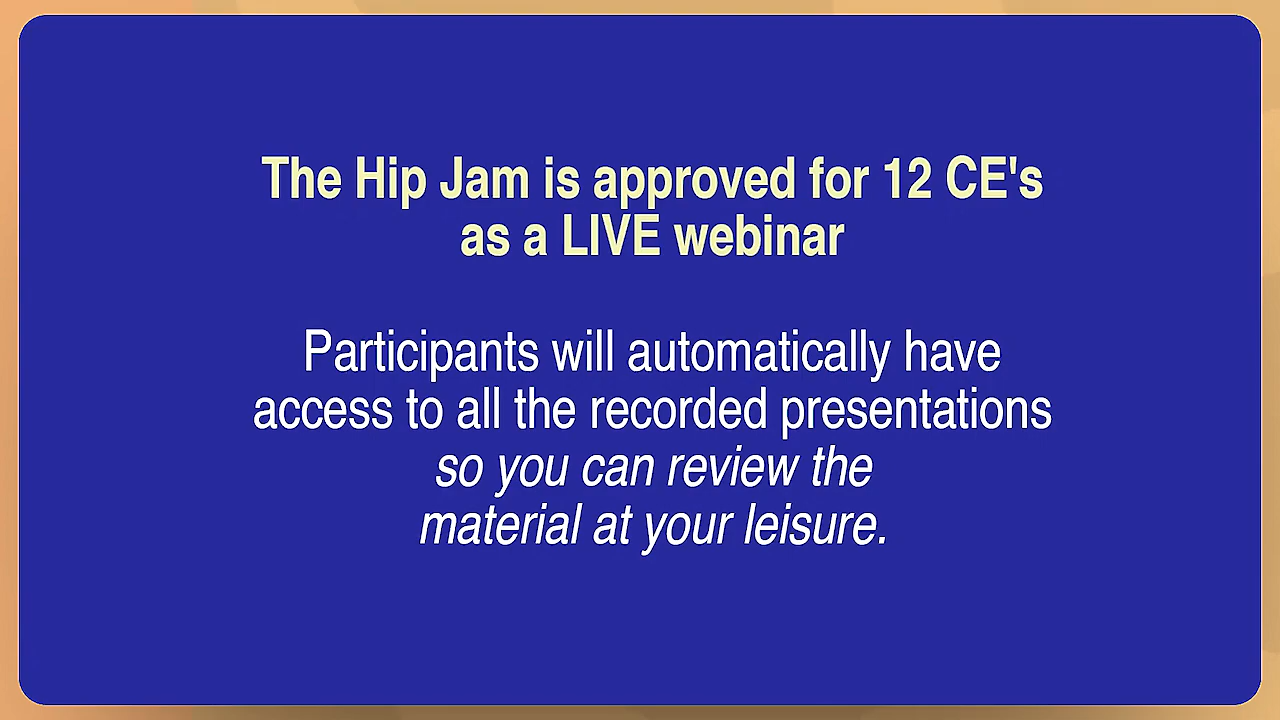 The Hip Jam is approved for 12 CE's
as a LIVE webinar
Participants will automatically have
access to all the recorded presentations
so you can review the
material at your leisure.